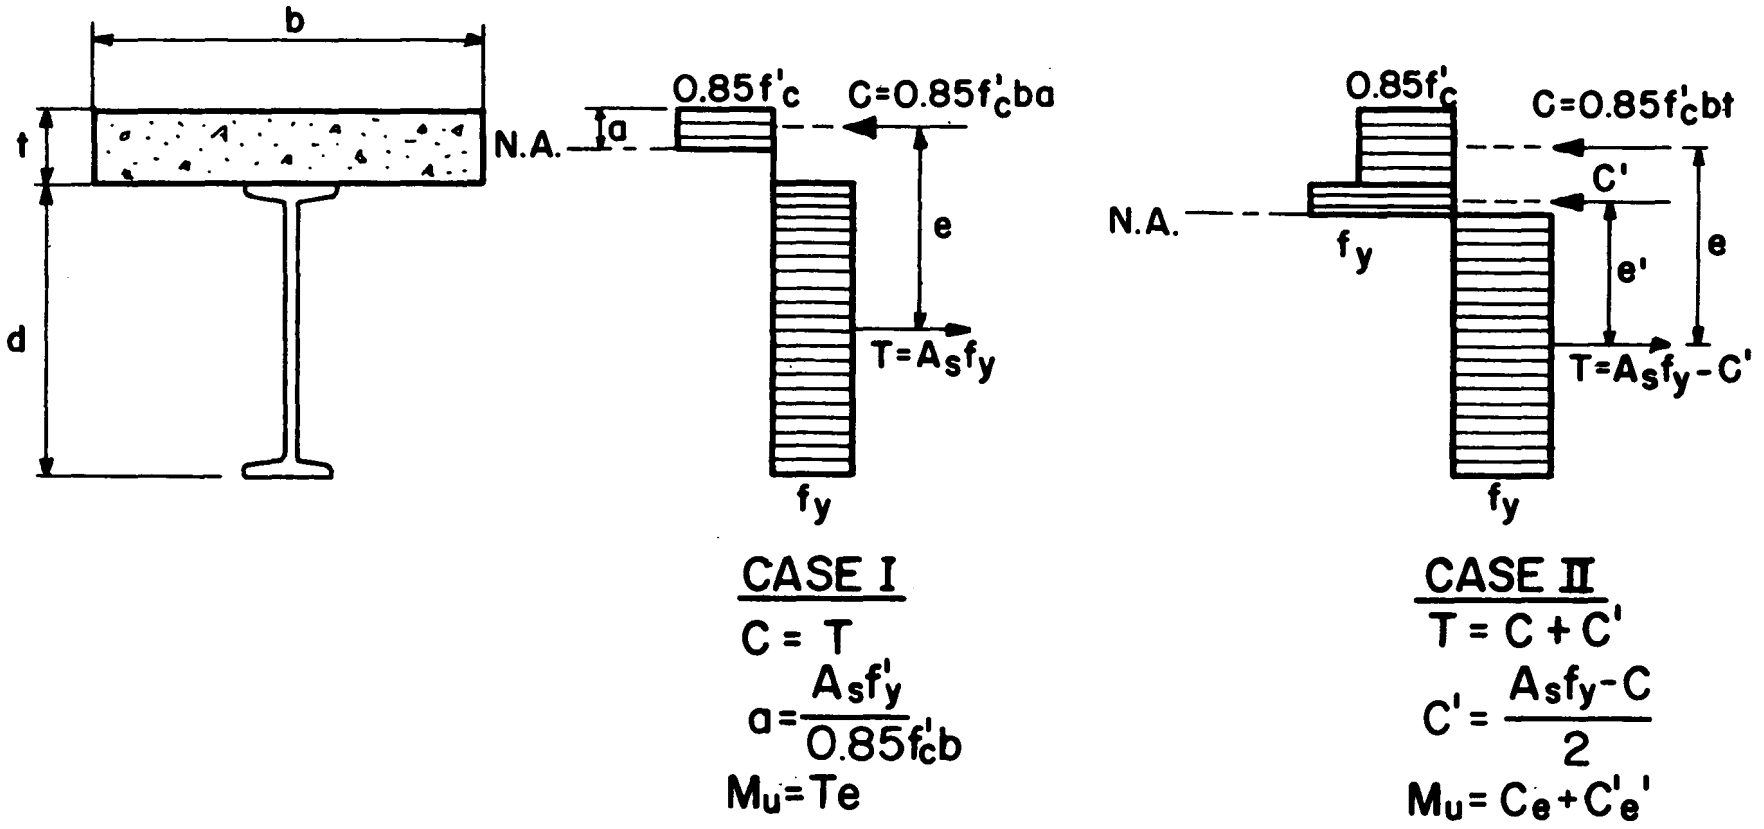 b
t
d
N.A.
a
0.85f'c
C=0.85f'cba
e
T=Asfy
fy
CASE I
C = T
a = Asf'y / 0.85f'cb
Mu=Te
0.85f'c
C=0.85f'cbt
C'
N.A.
fy
e'
e
T=Asfy-C'
fy
CASE II
T = C + C'
C' = Asfy-C / 2
Mu= Ce+C'e'